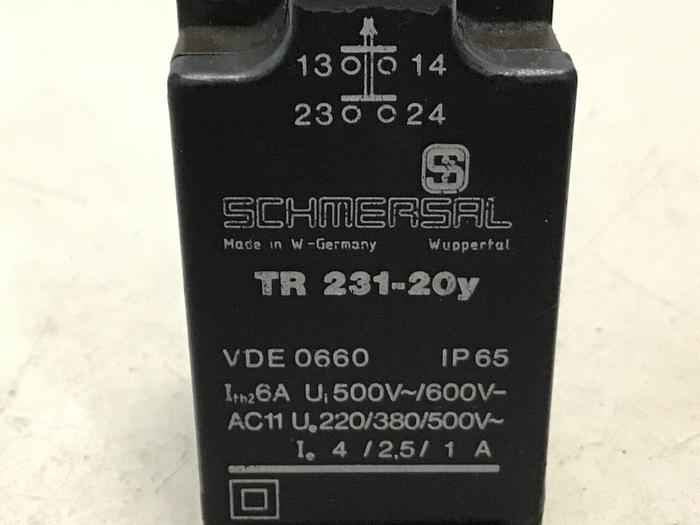 13 14
23 24
S
SCHMERSAL
Made in W-Germany Wuppertal
TR 231-20y
VDE 0660 IP65
Ith2 6A Ui 500V~/600V-
AC11 Ue 220/380/500V~
Ie 4 / 2,5/ 1 A